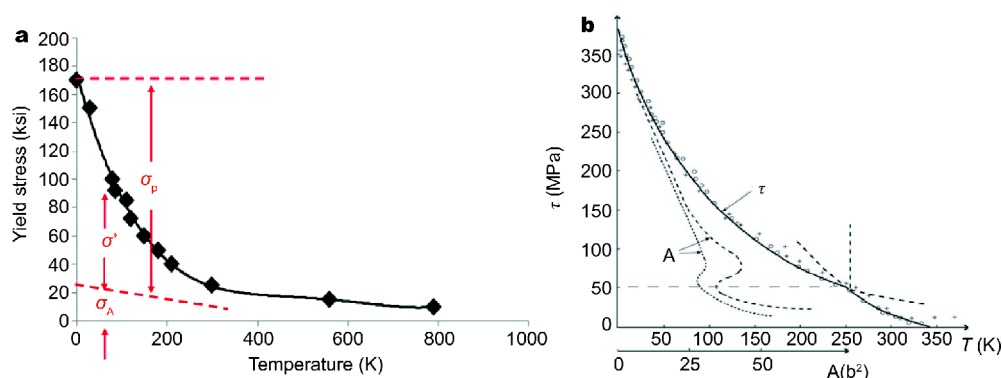 a
Yield stress (ksi)
200
180
160
140
120
100
80
60
40
20
0
σp
σ*
σA
0 200 400 600 800 1000
Temperature (K)
b
τ (MPa)
350
300
250
200
150
100
50
0
τ
A
50 100 150 200 250 300 350 T (K)
0 25 50 A(b²)